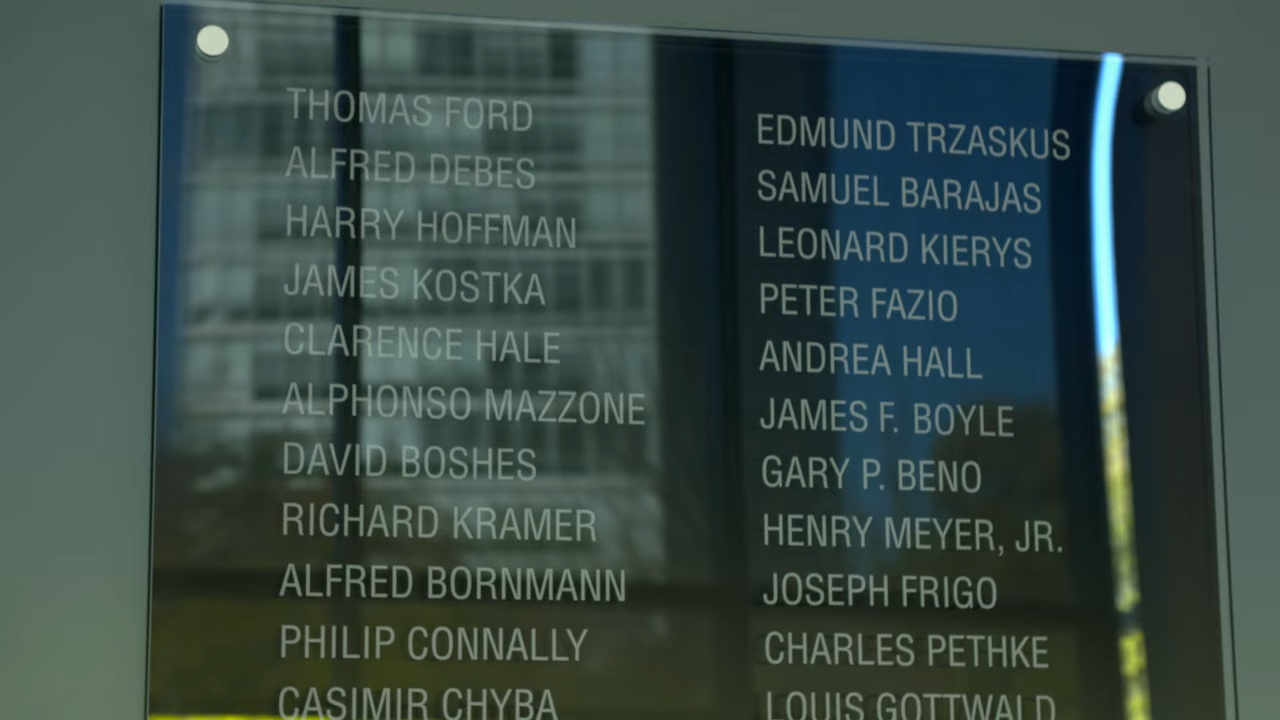 THOMAS FORD
ALFRED DEBES
HARRY HOFFMAN
JAMES KOSTKA
CLARENCE HALE
ALPHONSO MAZZONE
DAVID BOSHES
RICHARD KRAMER
ALFRED BORNMANN
PHILIP CONNALLY
CASIMIR CHYBA
EDMUND TRZASKUS
SAMUEL BARAJAS
LEONARD KIERYS
PETER FAZIO
ANDREA HALL
JAMES F. BOYLE
GARY P. BENO
HENRY MEYER, JR.
JOSEPH FRIGO
CHARLES PETHKE
LOUIS GOTTWALD